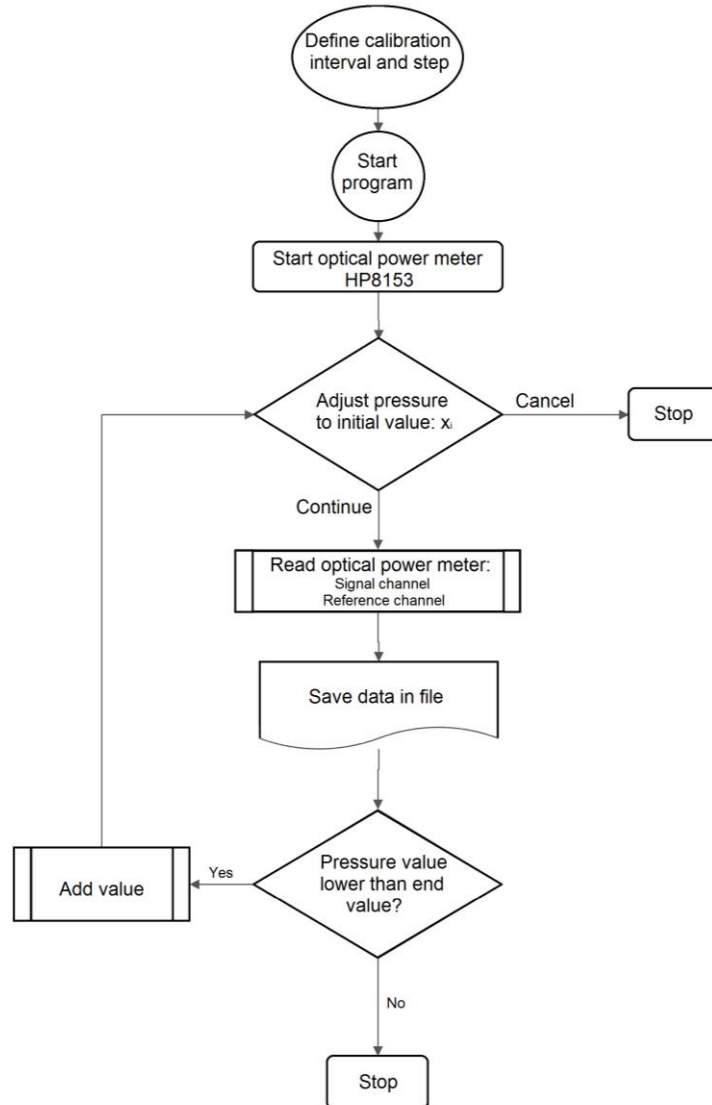 Define calibration
interval and step
Start
program
Start optical power meter
HP8153
Adjust pressure
to initial value: xᵢ
Cancel
Stop
Continue
Read optical power meter:
Signal channel
Reference channel
Save data in file
Pressure value
lower than end
value?
Yes
Add value
No
Stop